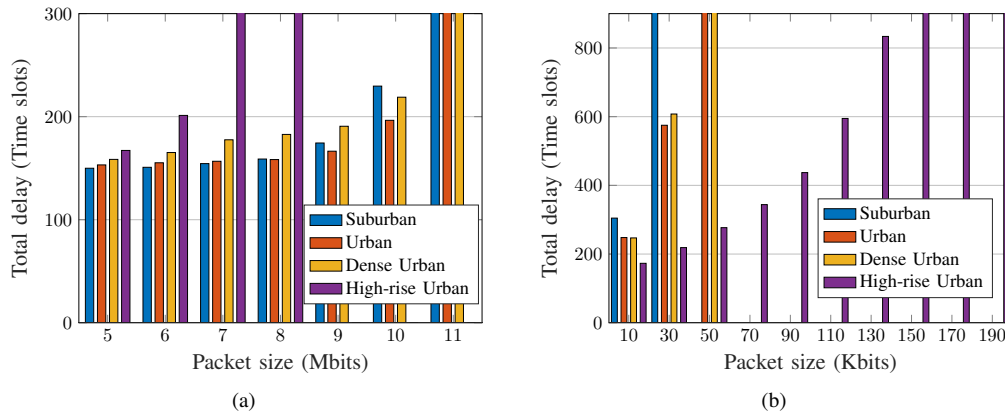 300
200
100
0
Total delay (Time slots)
5 6 7 8 9 10 11
Packet size (Mbits)
Suburban
Urban
Dense Urban
High-rise Urban
(a)
800
600
400
200
0
Total delay (Time slots)
10 30 50 70 90 110 130 150 170 190
Packet size (Kbits)
Suburban
Urban
Dense Urban
High-rise Urban
(b)